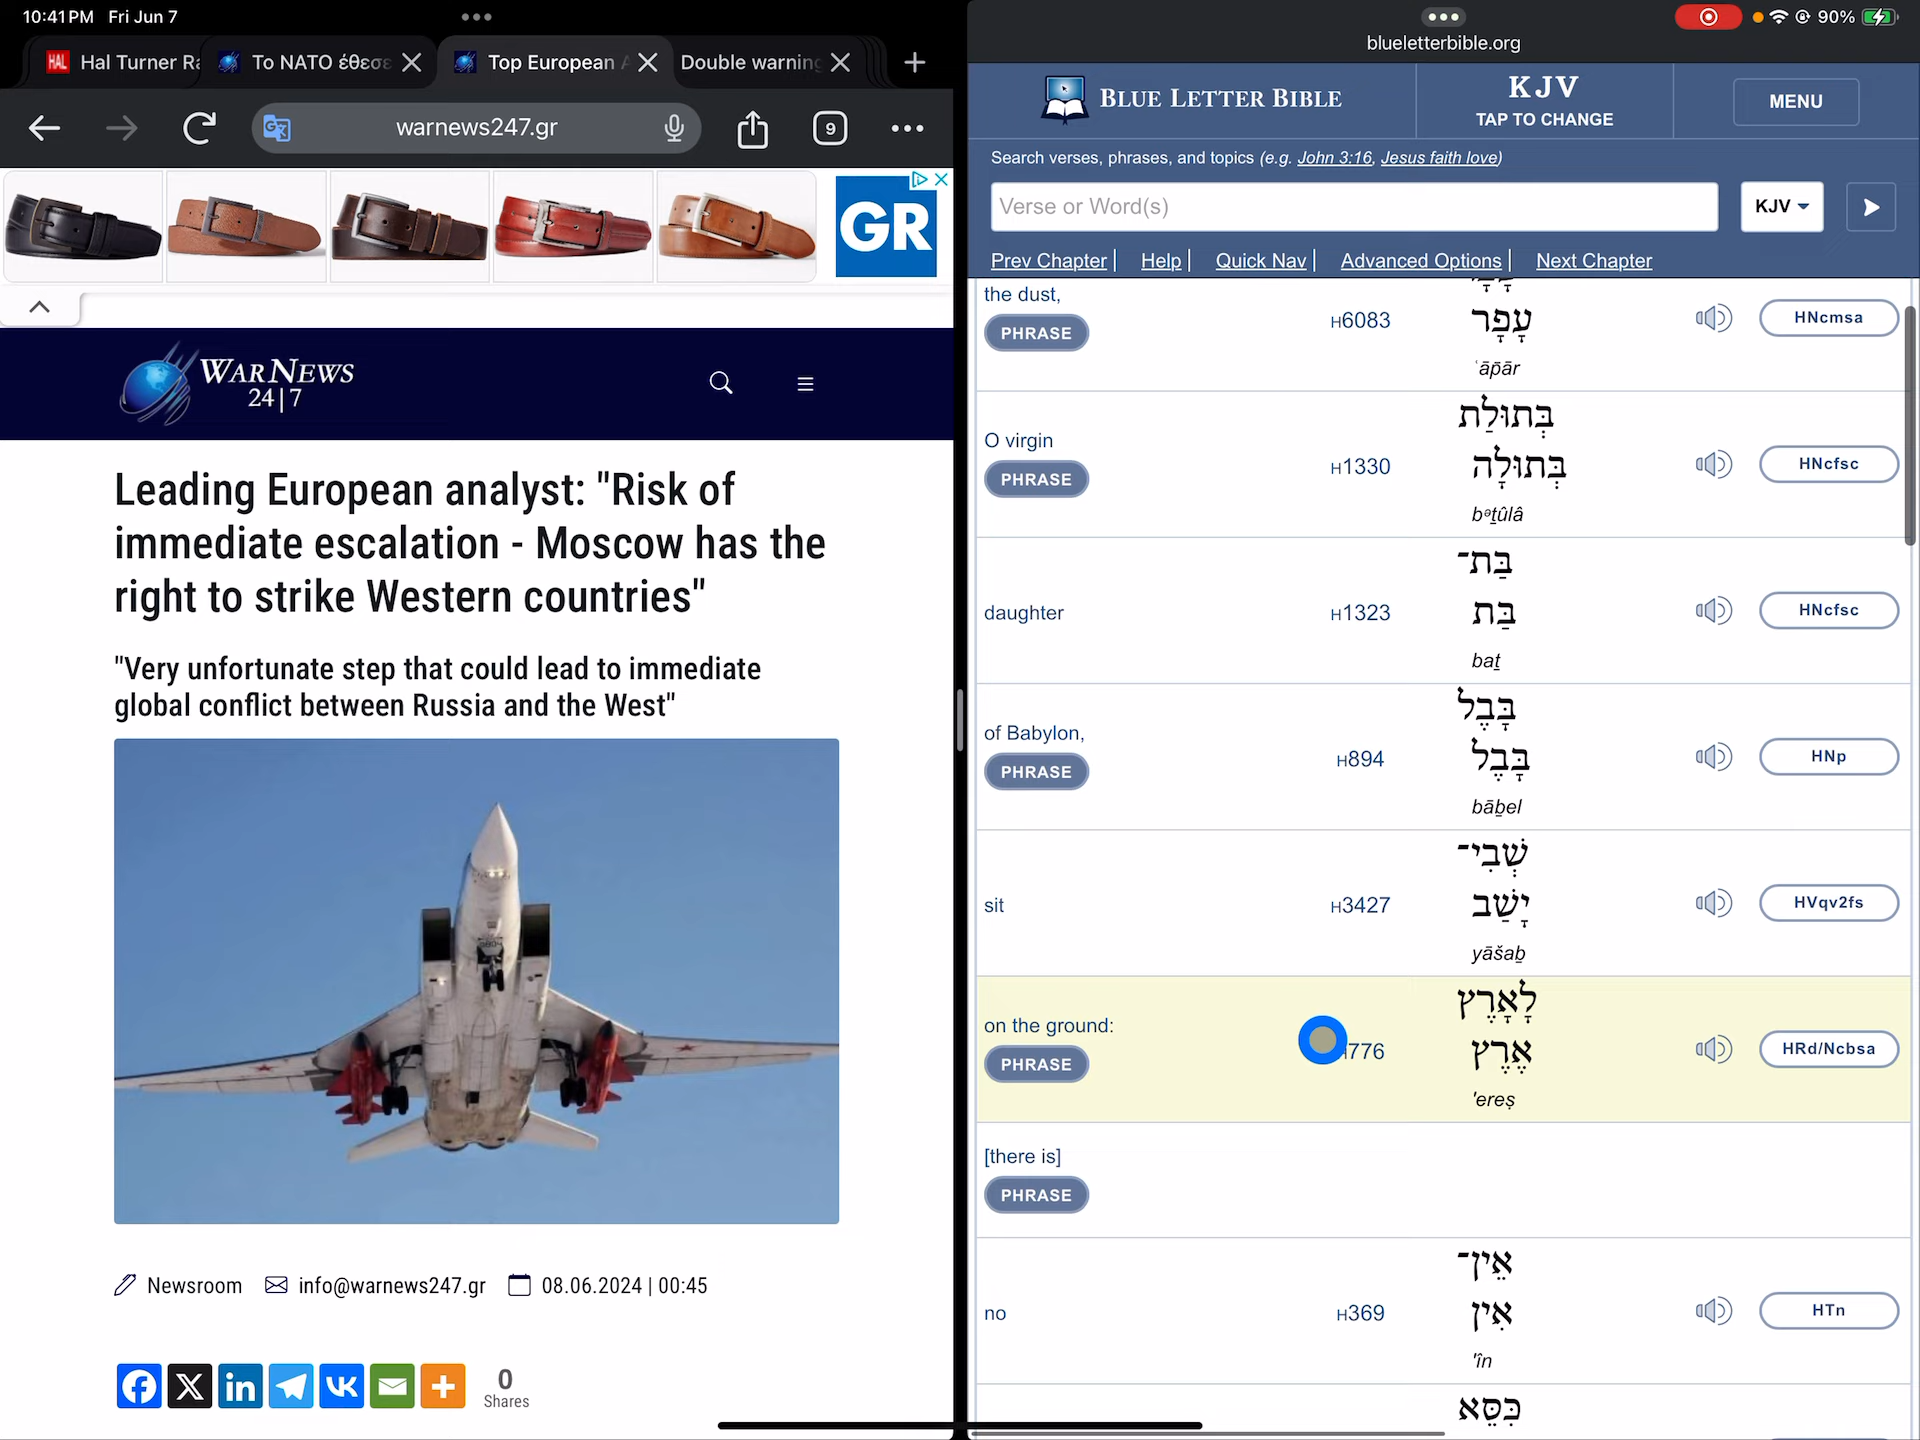 10:41PM Fri Jun 7
Hal Turner Ra
Το NATO έθεσε
Top European A
Double warning
warnews247.gr
9
GR
WARNEWS
24|7
Leading European analyst: "Risk of
immediate escalation - Moscow has the
right to strike Western countries"
"Very unfortunate step that could lead to immediate
global conflict between Russia and the West"
Newsroom info@warnews247.gr 08.06.2024 | 00:45
0
Shares
90%
blueletterbible.org
BLUE LETTER BIBLE
KJV
TAP TO CHANGE
MENU
Search verses, phrases, and topics (e.g. John 3:16, Jesus faith love)
Verse or Word(s)
KJV
Prev Chapter | Help | Quick Nav | Advanced Options | Next Chapter
the dust,
PHRASE
H6083
עָפָר
ʿāp̄ār
HNcmsa
O virgin
PHRASE
H1330
בְּתוּלַת
בְּתוּלָה
bᵊṯûlâ
HNcfsc
daughter
H1323
בַּת־
בַּת
baṯ
HNcfsc
of Babylon,
PHRASE
H894
בָּבֶל
בָּבֶל
bāḇel
HNp
sit
H3427
שְׁבִי־
יָשַׁב
yāšaḇ
HVqv2fs
on the ground:
PHRASE
776
לָאָרֶץ
אֶרֶץ
'ereṣ
HRd/Ncbsa
[there is]
PHRASE
no
H369
אֵין־
אִין
'în
HTn
כִּסֵּא